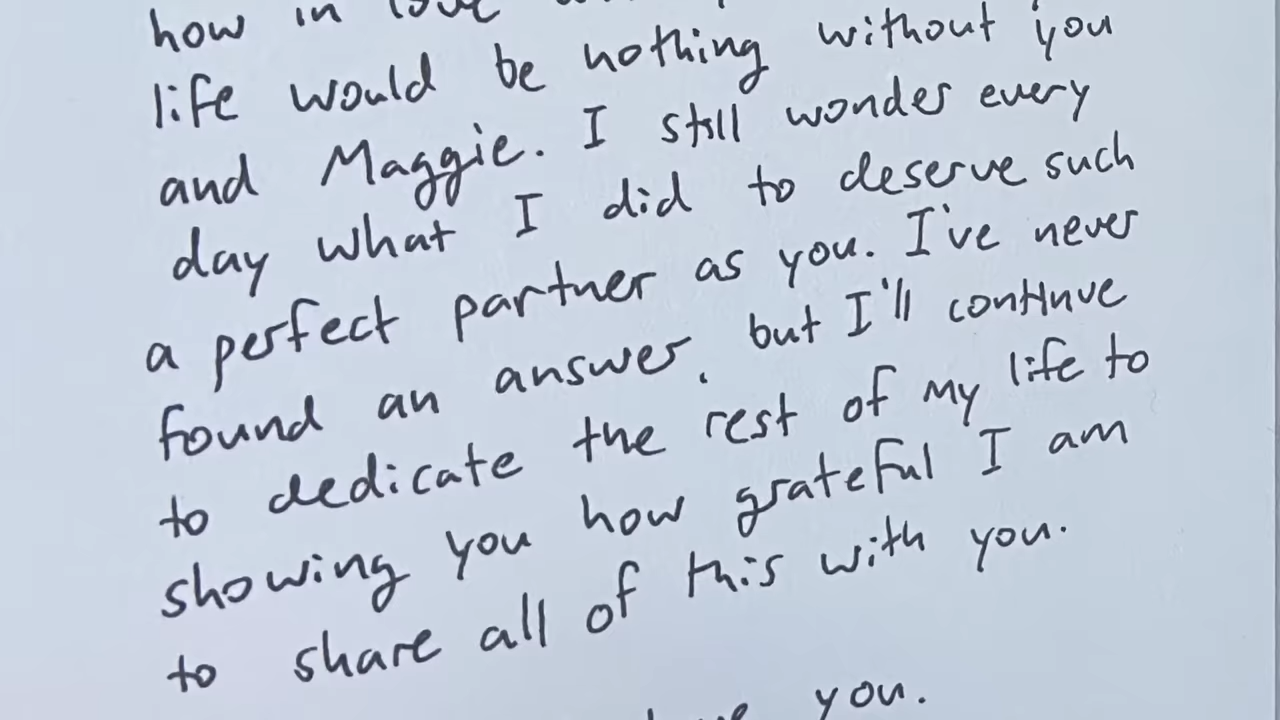 how in love
life would be nothing without you
and Maggie. I still wonder every
day what I did to deserve such
a perfect partner as you. I've never
found an answer, but I'll continue
to dedicate the rest of my life to
showing you how grateful I am
to share all of this with you.
you.